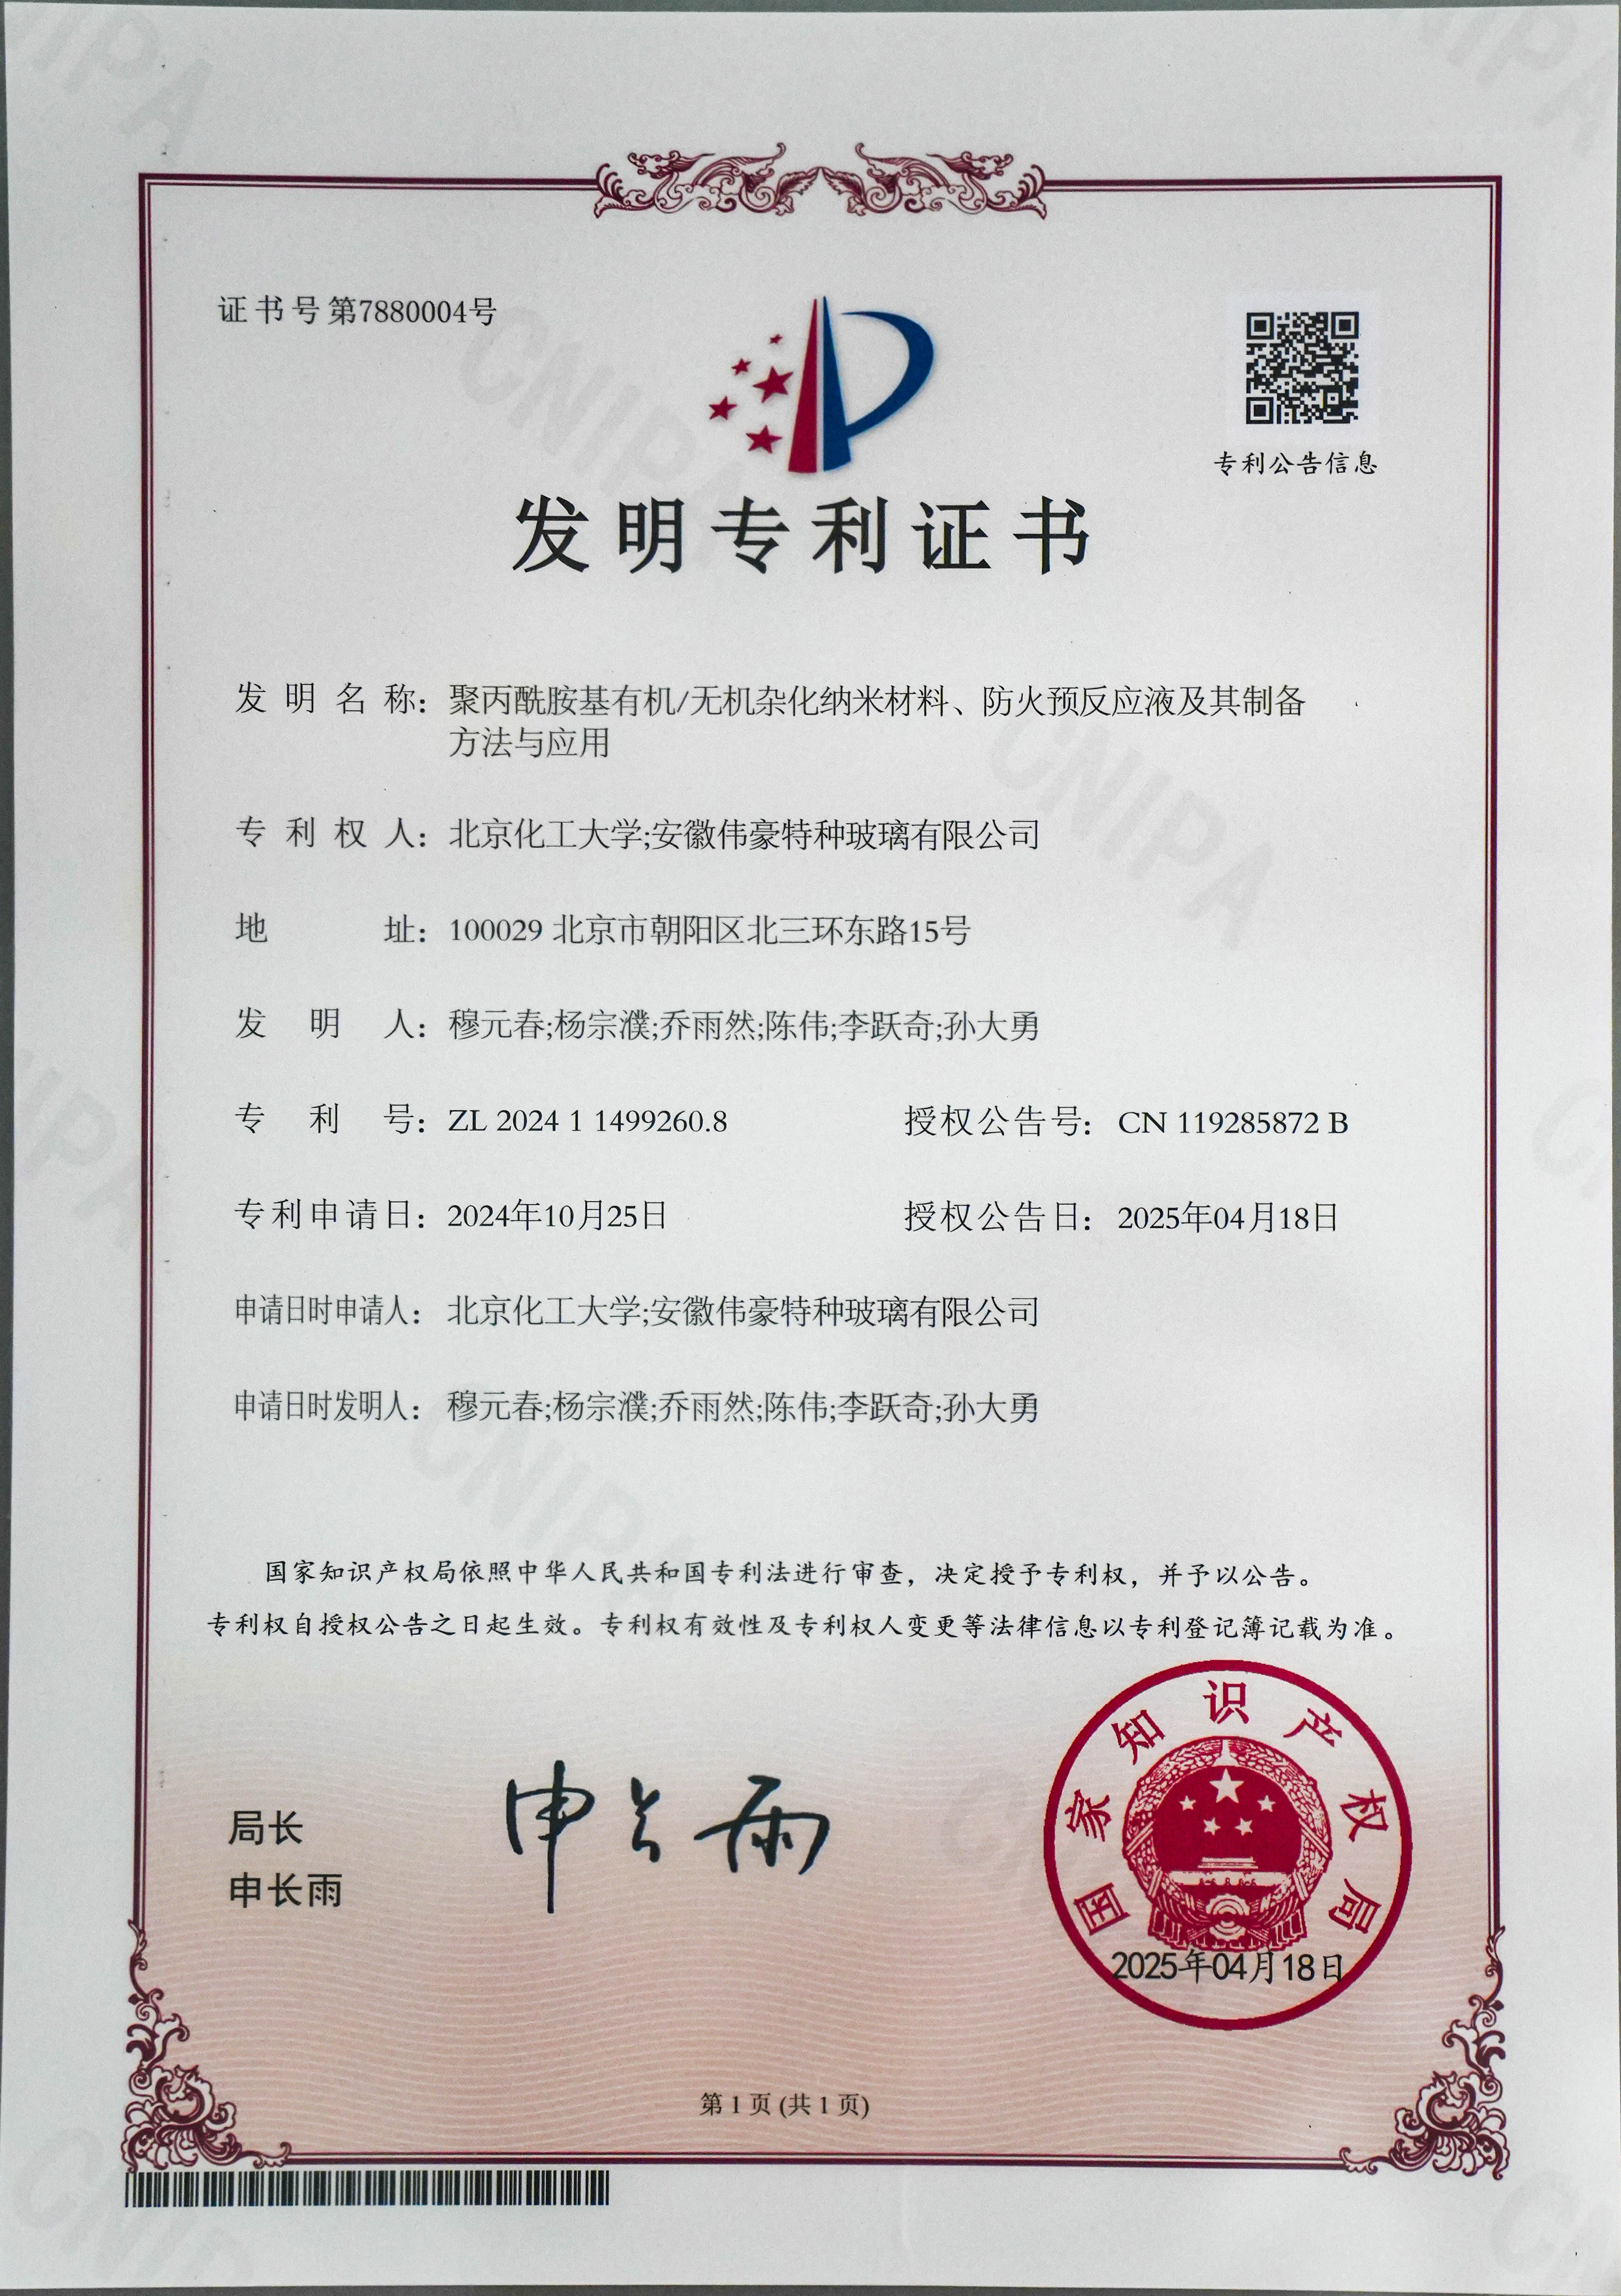 证书号第7880004号
专利公告信息
发明专利证书
发明名称：聚丙酰胺基有机/无机杂化纳米材料、防火预反应液及其制备
方法与应用
专利权人：北京化工大学;安徽伟豪特种玻璃有限公司
地址：100029 北京市朝阳区北三环东路15号
发明人：穆元春;杨宗濮;乔雨然;陈伟;李跃奇;孙大勇
专利号：ZL 2024 1 1499260.8 授权公告号：CN 119285872 B
专利申请日：2024年10月25日 授权公告日：2025年04月18日
申请日时申请人：北京化工大学;安徽伟豪特种玻璃有限公司
申请日时发明人：穆元春;杨宗濮;乔雨然;陈伟;李跃奇;孙大勇
国家知识产权局依照中华人民共和国专利法进行审查，决定授予专利权，并予以公告。
专利权自授权公告之日起生效。专利权有效性及专利权人变更等法律信息以专利登记簿记载为准。
局长
申长雨
申长雨
国家知识产权局
2025年04月18日
第 1 页 (共 1 页)
CNIPA
CNIPA
CNIPA